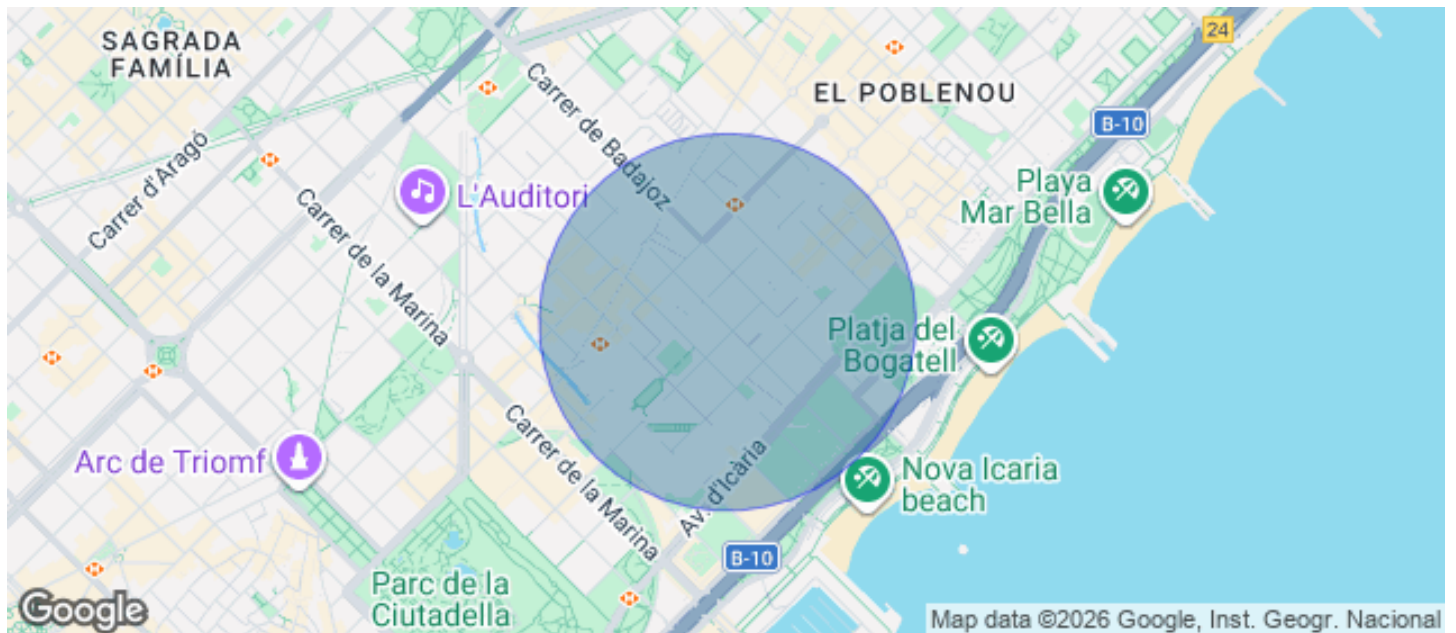 SAGRADA
FAMÍLIA
24
EL POBLENOU
B-10
Carrer de Badajoz
Carrer d'Aragó
L'Auditori
Playa
Mar Bella
Carrer de la Marina
Platja del
Bogatell
Arc de Triomf
Carrer de la Marina
Av. d'Icària
Nova Icaria
beach
B-10
Parc de la
Ciutadella
Google
Map data ©2026 Google, Inst. Geogr. Nacional